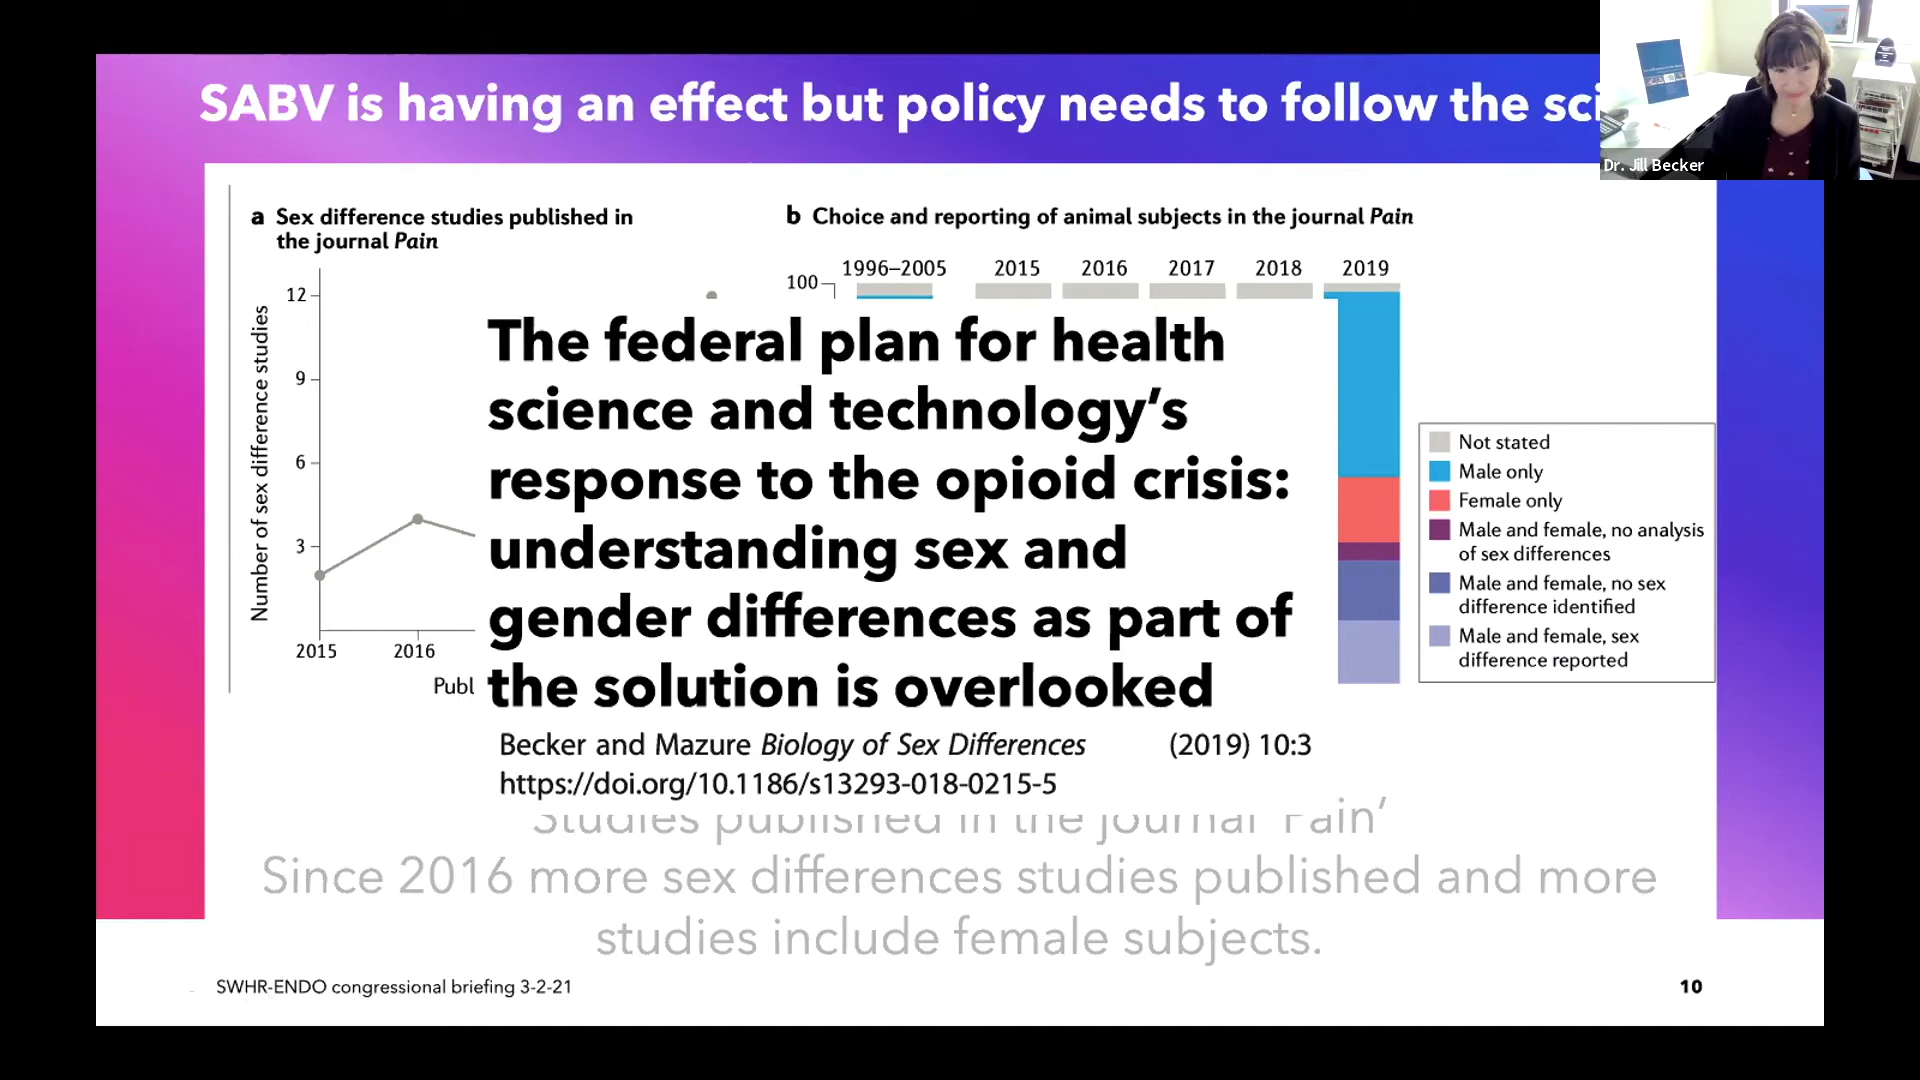 SABV is having an effect but policy needs to follow the sci
Dr. Jill Becker
a Sex difference studies published in
the journal Pain
Number of sex difference studies
12
9
6
3
2015
2016
Publ
b Choice and reporting of animal subjects in the journal Pain
1996–2005
2015
2016
2017
2018
2019
100
Not stated
Male only
Female only
Male and female, no analysis
of sex differences
Male and female, no sex
difference identified
Male and female, sex
difference reported
The federal plan for health
science and technology’s
response to the opioid crisis:
understanding sex and
gender differences as part of
the solution is overlooked
Becker and Mazure Biology of Sex Differences (2019) 10:3
https://doi.org/10.1186/s13293-018-0215-5
Studies published in the journal ‘Pain’
Since 2016 more sex differences studies published and more
studies include female subjects.
SWHR-ENDO congressional briefing 3-2-21
10